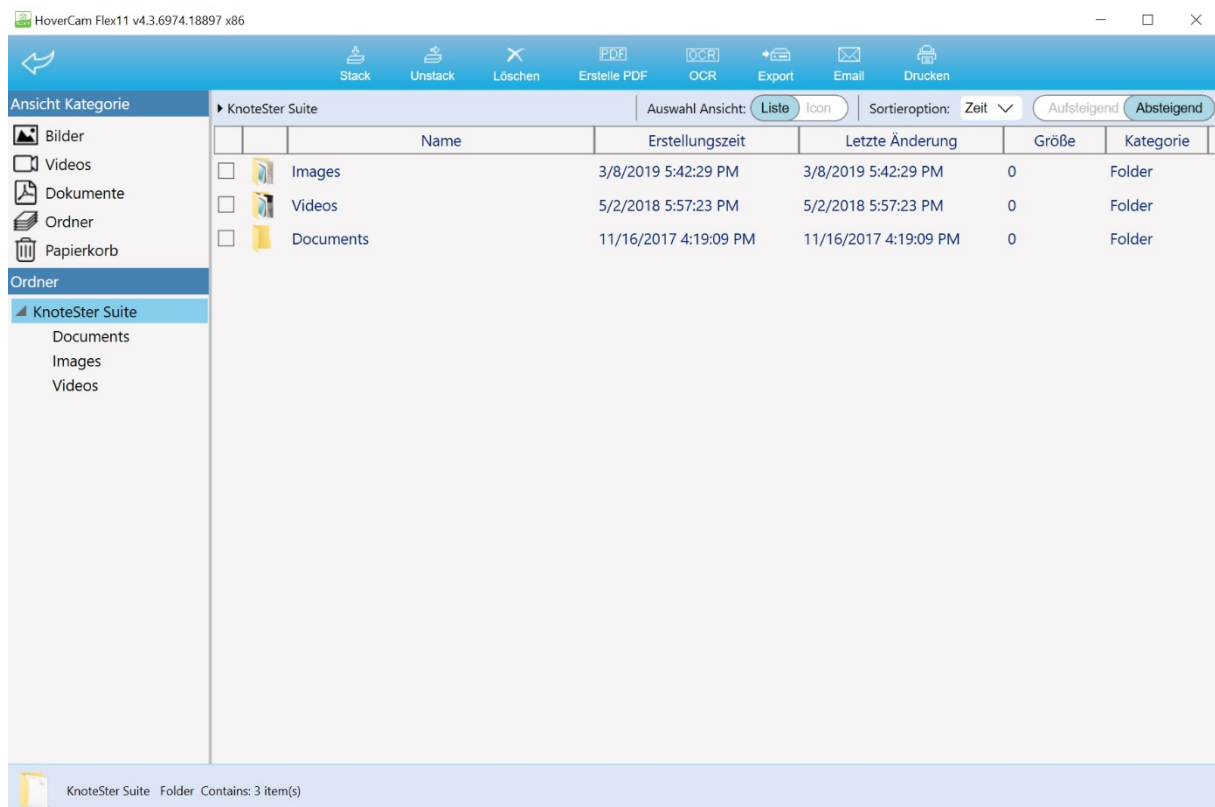 HoverCam Flex11 v4.3.6974.18897 x86
Stack Unstack Löschen Erstelle PDF OCR Export Email Drucken
Ansicht Kategorie
Bilder
Videos
Dokumente
Ordner
Papierkorb
Ordner
KnoteSter Suite
Documents
Images
Videos
KnoteSter Suite Auswahl Ansicht: Liste Icon Sortieroption: Zeit Aufsteigend Absteigend
Name Erstellungszeit Letzte Änderung Größe Kategorie
Images 3/8/2019 5:42:29 PM 3/8/2019 5:42:29 PM 0 Folder
Videos 5/2/2018 5:57:23 PM 5/2/2018 5:57:23 PM 0 Folder
Documents 11/16/2017 4:19:09 PM 11/16/2017 4:19:09 PM 0 Folder
KnoteSter Suite Folder Contains: 3 item(s)